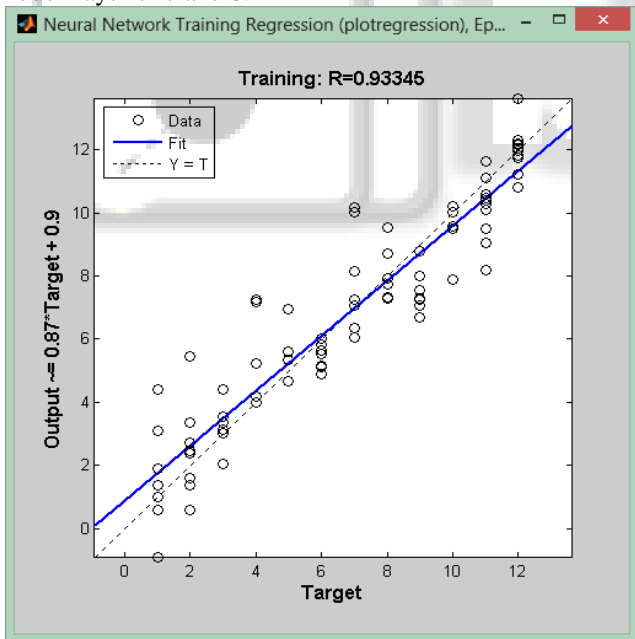 Neural Network Training Regression (plotregression), Ep...
Training: R=0.93345
Data
Fit
Y = T
Output ~= 0.87*Target + 0.9
12
10
8
6
4
2
0
0 2 4 6 8 10 12
Target